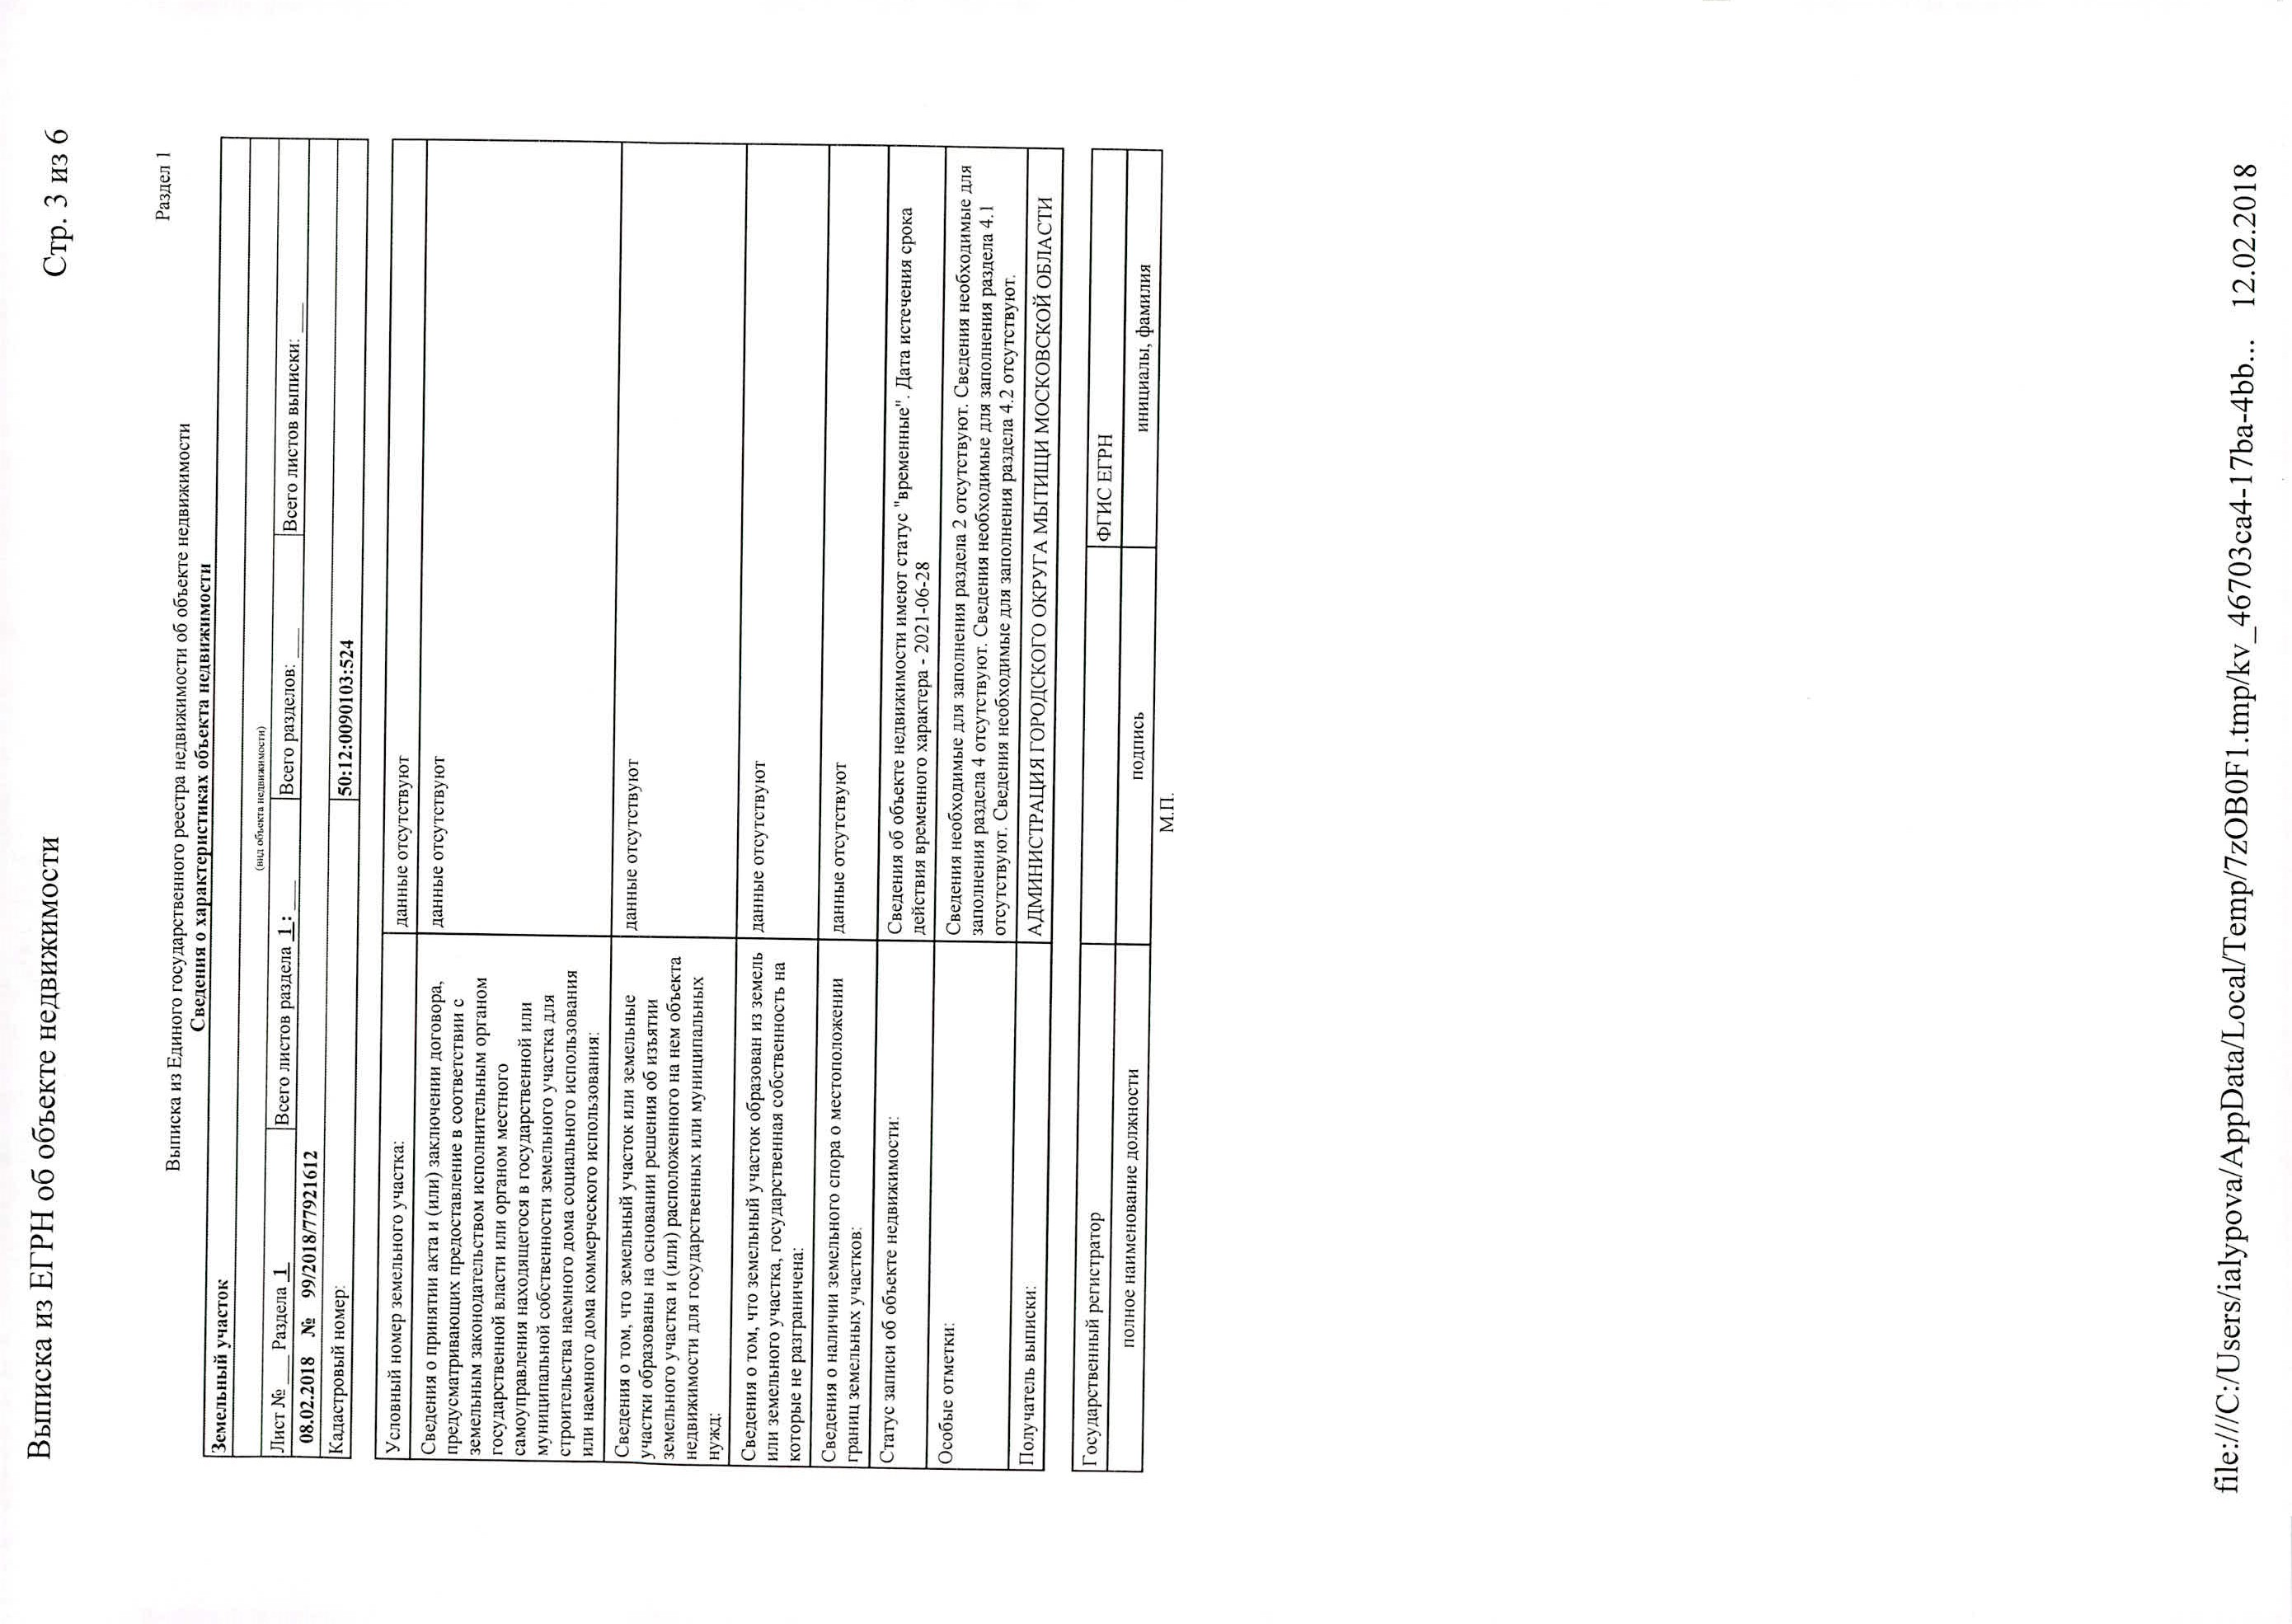 Выписка из ЕГРН об объекте недвижимости
Стр. 3 из 6
Раздел 1
Выписка из Единого государственного реестра недвижимости об объекте недвижимости
Сведения о характеристиках объекта недвижимости
Земельный участок
(вид объекта недвижимости)
Лист № ___ Раздела 1
Всего листов раздела 1: ___
Всего разделов: ___
Всего листов выписки: ___
08.02.2018 № 99/2018/77921612
Кадастровый номер:
50:12:0090103:524
Условный номер земельного участка:
данные отсутствуют
Сведения о принятии акта и (или) заключении договора,
предусматривающих предоставление в соответствии с
земельным законодательством исполнительным органом
государственной власти или органом местного
самоуправления находящегося в государственной или
муниципальной собственности земельного участка для
строительства наемного дома социального использования
или наемного дома коммерческого использования:
данные отсутствуют
Сведения о том, что земельный участок или земельные
участки образованы на основании решения об изъятии
земельного участка и (или) расположенного на нем объекта
недвижимости для государственных или муниципальных
нужд:
данные отсутствуют
Сведения о том, что земельный участок образован из земель
или земельного участка, государственная собственность на
которые не разграничена:
данные отсутствуют
Сведения о наличии земельного спора о местоположении
границ земельных участков:
данные отсутствуют
Статус записи об объекте недвижимости:
Сведения об объекте недвижимости имеют статус "временные". Дата истечения срока
действия временного характера - 2021-06-28
Особые отметки:
Сведения необходимые для заполнения раздела 2 отсутствуют. Сведения необходимые для
заполнения раздела 4 отсутствуют. Сведения необходимые для заполнения раздела 4.1
отсутствуют. Сведения необходимые для заполнения раздела 4.2 отсутствуют.
Получатель выписки:
АДМИНИСТРАЦИЯ ГОРОДСКОГО ОКРУГА МЫТИЩИ МОСКОВСКОЙ ОБЛАСТИ
Государственный регистратор
ФГИС ЕГРН
полное наименование должности
подпись
инициалы, фамилия
М.П.
file:///C:/Users/ialypova/AppData/Local/Temp/7zOB0F1.tmp/kv_46703ca4-17ba-4bb...
12.02.2018